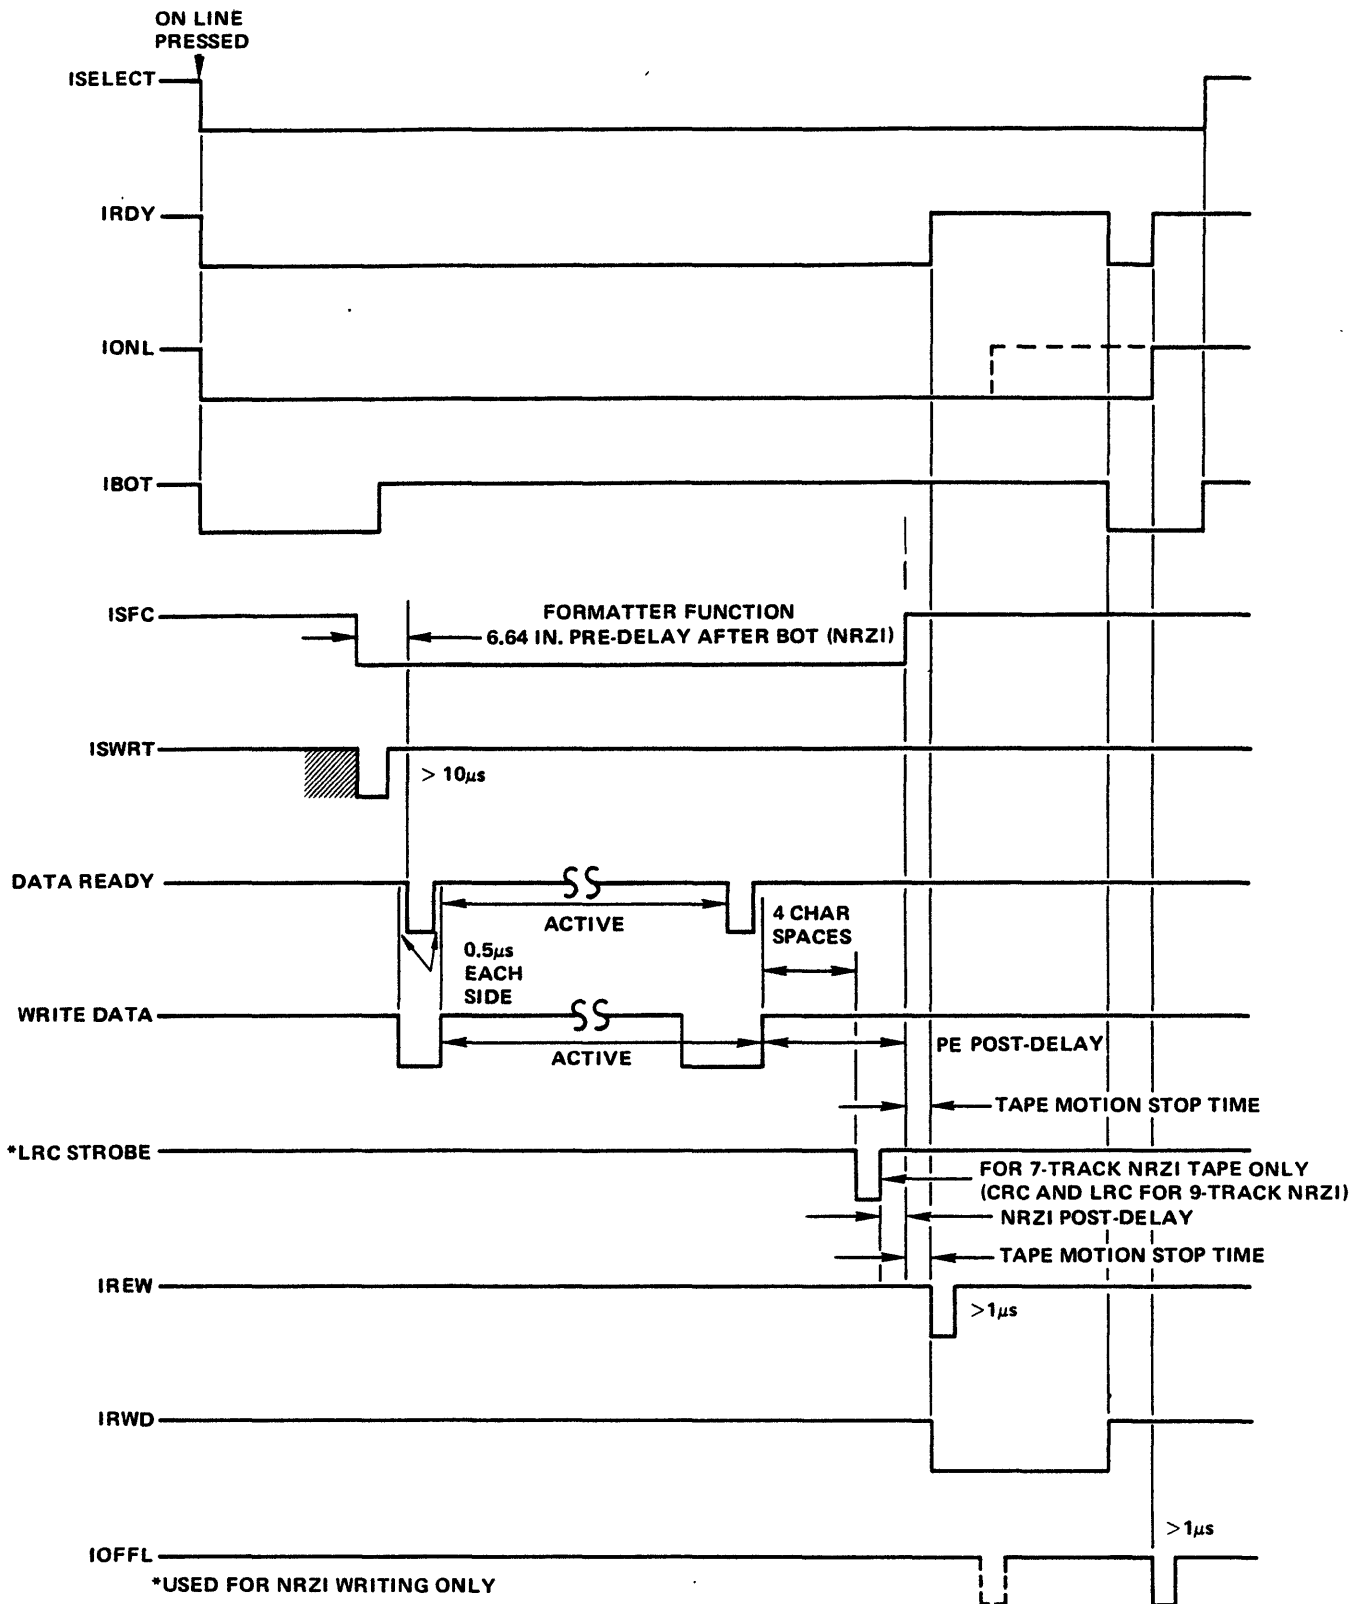 ON LINE
PRESSED
ISELECT
IRDY
IONL
IBOT
ISFC
FORMATTER FUNCTION
6.64 IN. PRE-DELAY AFTER BOT (NRZI)
ISWRT
> 10μs
DATA READY
ACTIVE
4 CHAR
SPACES
0.5μs
EACH
SIDE
WRITE DATA
ACTIVE
PE POST-DELAY
TAPE MOTION STOP TIME
*LRC STROBE
FOR 7-TRACK NRZI TAPE ONLY
(CRC AND LRC FOR 9-TRACK NRZI)
NRZI POST-DELAY
TAPE MOTION STOP TIME
IREW
>1μs
IRWD
>1μs
IOFFL
*USED FOR NRZI WRITING ONLY